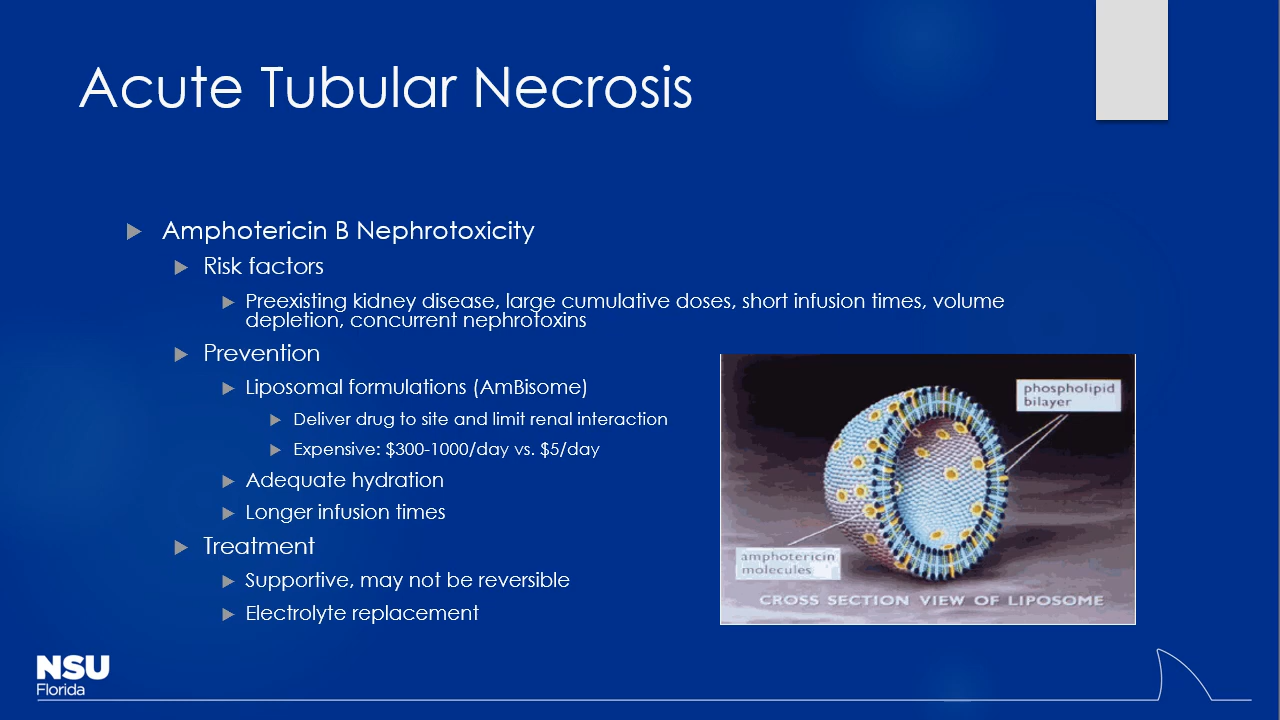 Acute Tubular Necrosis
Amphotericin B Nephrotoxicity
Risk factors
Preexisting kidney disease, large cumulative doses, short infusion times, volume
depletion, concurrent nephrotoxins
Prevention
Liposomal formulations (AmBisome)
Deliver drug to site and limit renal interaction
Expensive: $300-1000/day vs. $5/day
Adequate hydration
Longer infusion times
Treatment
Supportive, may not be reversible
Electrolyte replacement
phospholipid
bilayer
amphotericin
molecules
CROSS SECTION VIEW OF LIPOSOME
NSU
Florida